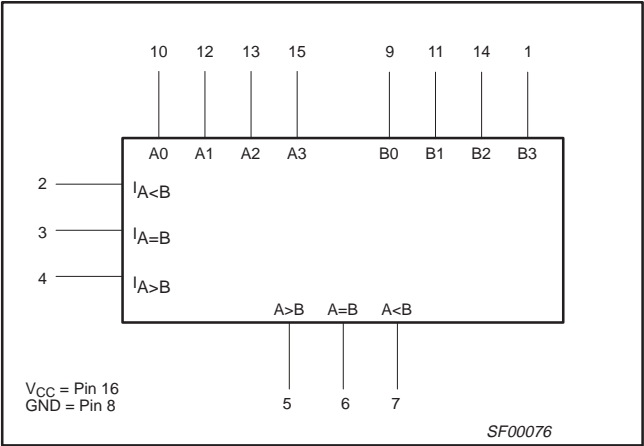 10 12 13 15 9 11 14 1
A0 A1 A2 A3 B0 B1 B2 B3
2 IA<B
3 IA=B
4 IA>B
A>B A=B A<B
VCC = Pin 16
GND = Pin 8
5 6 7
SF00076